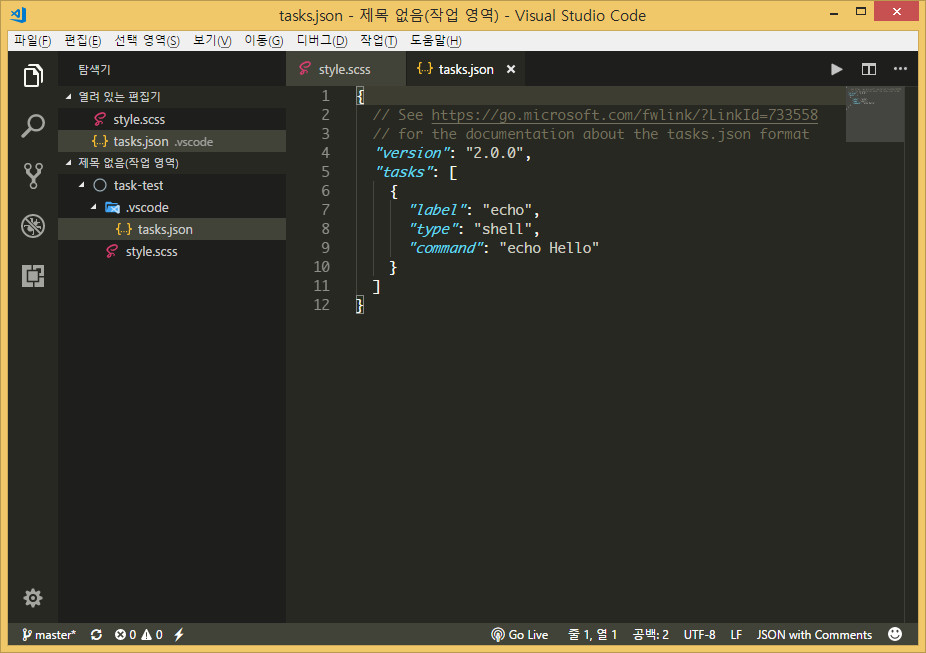 tasks.json - 제목 없음(작업 영역) - Visual Studio Code
파일(F) 편집(E) 선택 영역(S) 보기(V) 이동(G) 디버그(D) 작업(T) 도움말(H)
탐색기
style.scss tasks.json
열려 있는 편집기
style.scss
tasks.json .vscode
제목 없음(작업 영역)
task-test
.vscode
tasks.json
style.scss
1 {
2 // See https://go.microsoft.com/fwlink/?LinkId=733558
3 // for the documentation about the tasks.json format
4 "version": "2.0.0",
5 "tasks": [
6 {
7 "label": "echo",
8 "type": "shell",
9 "command": "echo Hello"
10 }
11 ]
12 }
master* 0 0 Go Live 줄 1, 열 1 공백: 2 UTF-8 LF JSON with Comments